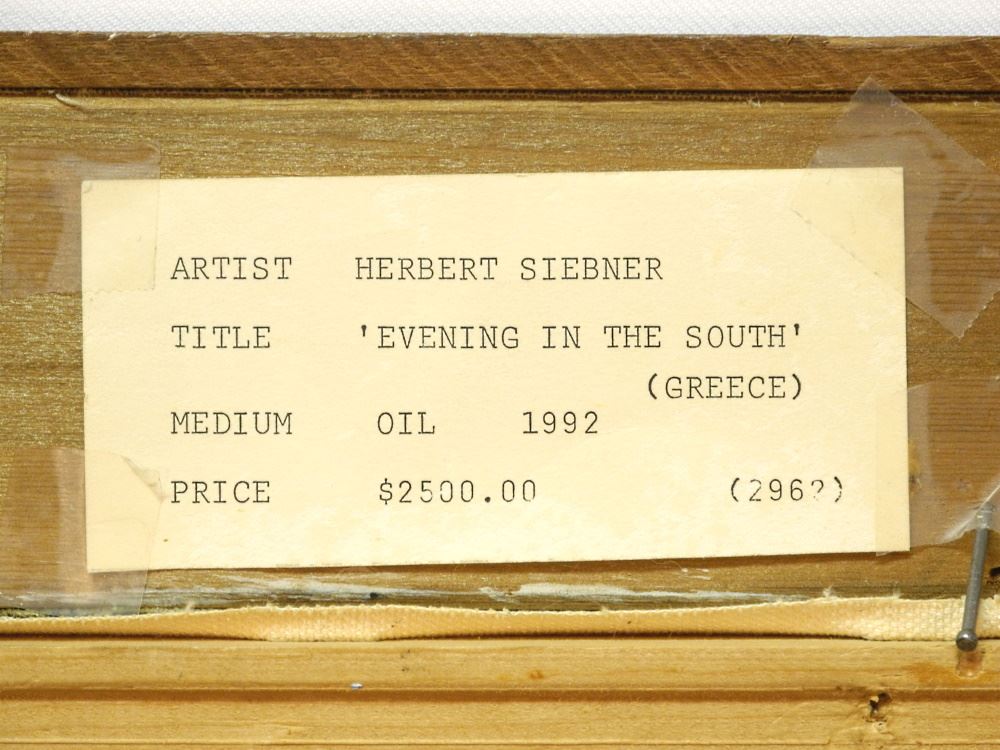 ARTIST HERBERT SIEBNER
TITLE 'EVENING IN THE SOUTH'
(GREECE)
MEDIUM OIL 1992
PRICE $2500.00